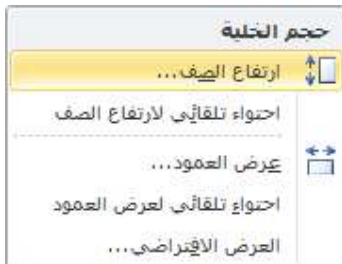 حجم الخلية
ارتفاع الصف...
احتواء تلقائي لارتفاع الصف
عرض العمود...
احتواء تلقائي لعرض العمود
العرض الافتراضي...